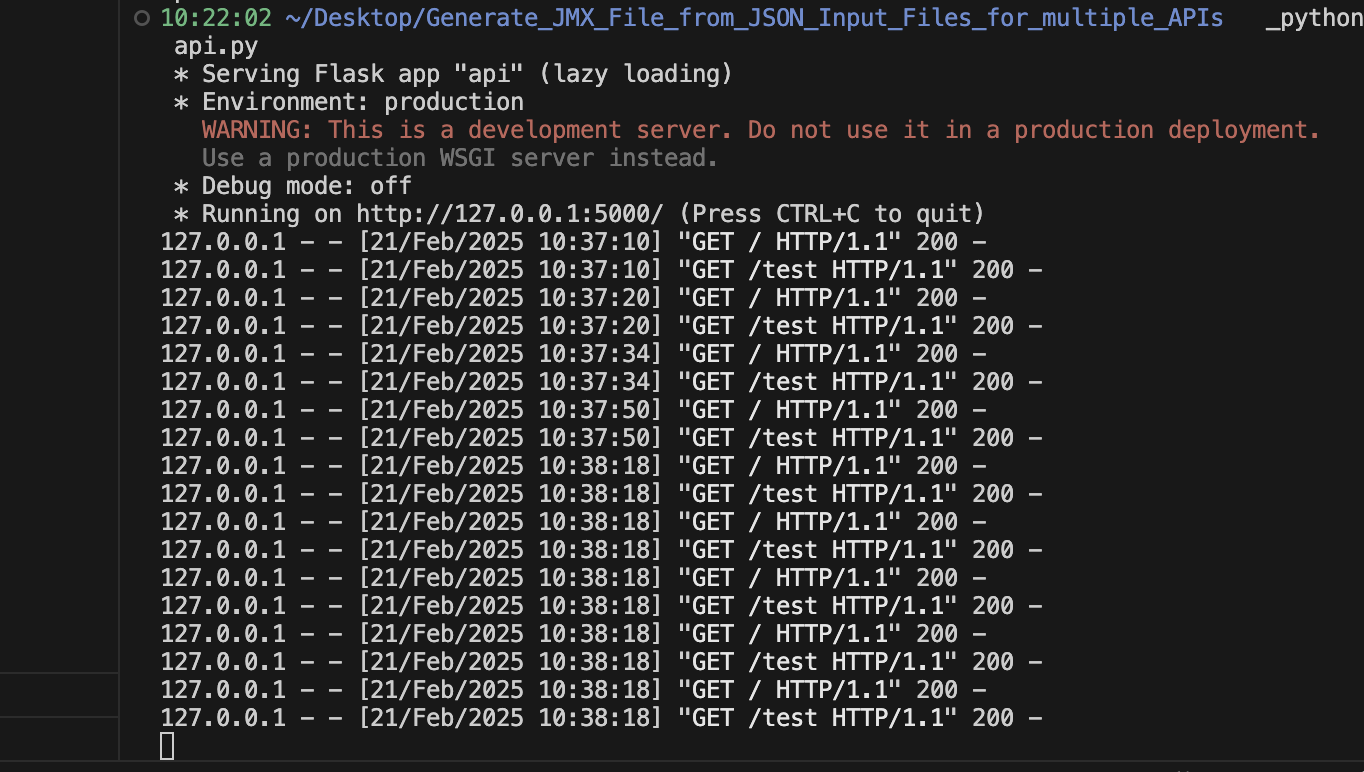 10:22:02 ~/Desktop/Generate_JMX_File_from_JSON_Input_Files_for_multiple_APIs _python
api.py
* Serving Flask app "api" (lazy loading)
* Environment: production
WARNING: This is a development server. Do not use it in a production deployment.
Use a production WSGI server instead.
* Debug mode: off
* Running on http://127.0.0.1:5000/ (Press CTRL+C to quit)
127.0.0.1 - - [21/Feb/2025 10:37:10] "GET / HTTP/1.1" 200 -
127.0.0.1 - - [21/Feb/2025 10:37:10] "GET /test HTTP/1.1" 200 -
127.0.0.1 - - [21/Feb/2025 10:37:20] "GET / HTTP/1.1" 200 -
127.0.0.1 - - [21/Feb/2025 10:37:20] "GET /test HTTP/1.1" 200 -
127.0.0.1 - - [21/Feb/2025 10:37:34] "GET / HTTP/1.1" 200 -
127.0.0.1 - - [21/Feb/2025 10:37:34] "GET /test HTTP/1.1" 200 -
127.0.0.1 - - [21/Feb/2025 10:37:50] "GET / HTTP/1.1" 200 -
127.0.0.1 - - [21/Feb/2025 10:37:50] "GET /test HTTP/1.1" 200 -
127.0.0.1 - - [21/Feb/2025 10:38:18] "GET / HTTP/1.1" 200 -
127.0.0.1 - - [21/Feb/2025 10:38:18] "GET /test HTTP/1.1" 200 -
127.0.0.1 - - [21/Feb/2025 10:38:18] "GET / HTTP/1.1" 200 -
127.0.0.1 - - [21/Feb/2025 10:38:18] "GET /test HTTP/1.1" 200 -
127.0.0.1 - - [21/Feb/2025 10:38:18] "GET / HTTP/1.1" 200 -
127.0.0.1 - - [21/Feb/2025 10:38:18] "GET /test HTTP/1.1" 200 -
127.0.0.1 - - [21/Feb/2025 10:38:18] "GET / HTTP/1.1" 200 -
127.0.0.1 - - [21/Feb/2025 10:38:18] "GET /test HTTP/1.1" 200 -
127.0.0.1 - - [21/Feb/2025 10:38:18] "GET / HTTP/1.1" 200 -
127.0.0.1 - - [21/Feb/2025 10:38:18] "GET /test HTTP/1.1" 200 -